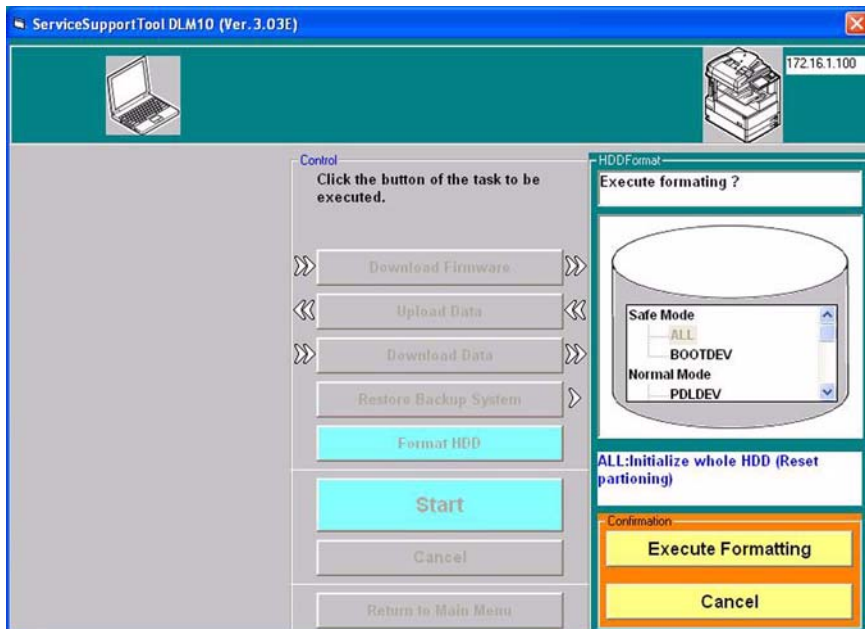 ServiceSupportTool DLM10 (Ver.3.03E)
172.16.1.100
Control
Click the button of the task to be
executed.
Download Firmware
Upload Data
Download Data
Restore Backup System
Format HDD
Start
Cancel
Return to Main Menu
HDDFormat
Execute formating ?
Safe Mode
ALL
BOOTDEV
Normal Mode
PDLDEV
ALL:Initialize whole HDD (Reset
partioning)
Confirmation
Execute Formatting
Cancel